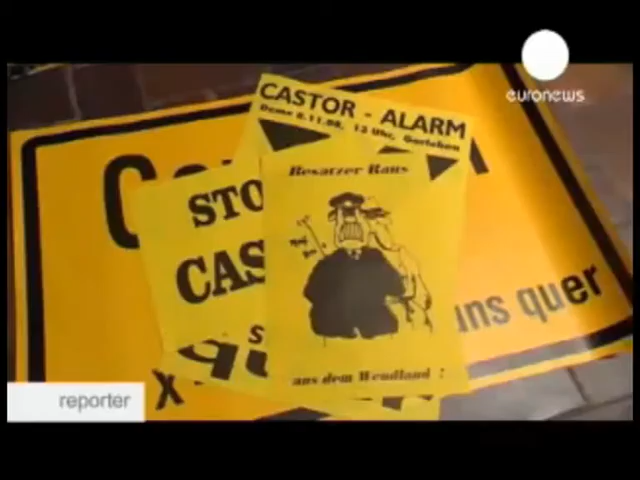 euronews
CASTOR - ALARM
Demo 8.11.08, 13 Uhr, Gorleben
Besatzer Raus
STO
CAS
uns quer
aus dem Wendland !
x
reporter